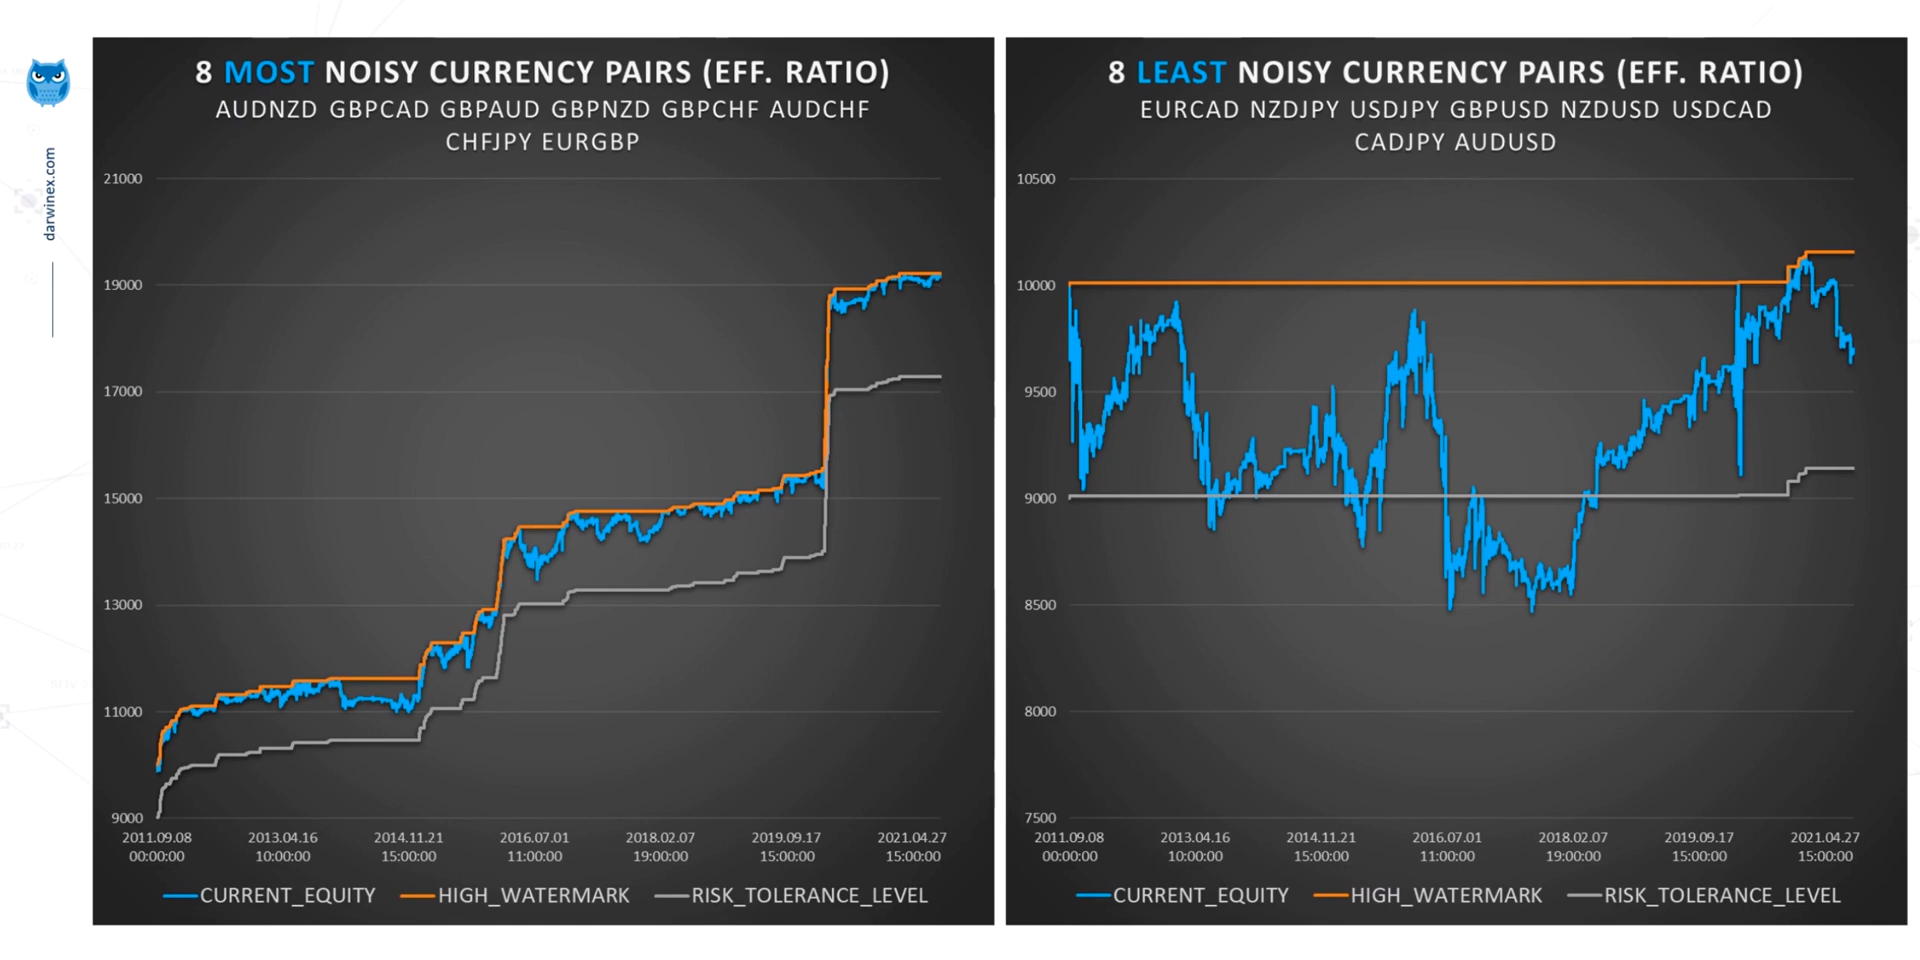 darwinex.com
8 MOST NOISY CURRENCY PAIRS (EFF. RATIO)
AUDNZD GBPCAD GBPAUD GBPNZD GBPCHF AUDCHF
CHFJPY EURGBP
21000
19000
17000
15000
13000
11000
9000
2011.09.08 2013.04.16 2014.11.21 2016.07.01 2018.02.07 2019.09.17 2021.04.27
00:00:00 10:00:00 15:00:00 11:00:00 19:00:00 15:00:00 15:00:00
CURRENT_EQUITY HIGH_WATERMARK RISK_TOLERANCE_LEVEL
8 LEAST NOISY CURRENCY PAIRS (EFF. RATIO)
EURCAD NZDJPY USDJPY GBPUSD NZDUSD USDCAD
CADJPY AUDUSD
10500
10000
9500
9000
8500
8000
7500
2011.09.08 2013.04.16 2014.11.21 2016.07.01 2018.02.07 2019.09.17 2021.04.27
00:00:00 10:00:00 15:00:00 11:00:00 19:00:00 15:00:00 15:00:00
CURRENT_EQUITY HIGH_WATERMARK RISK_TOLERANCE_LEVEL